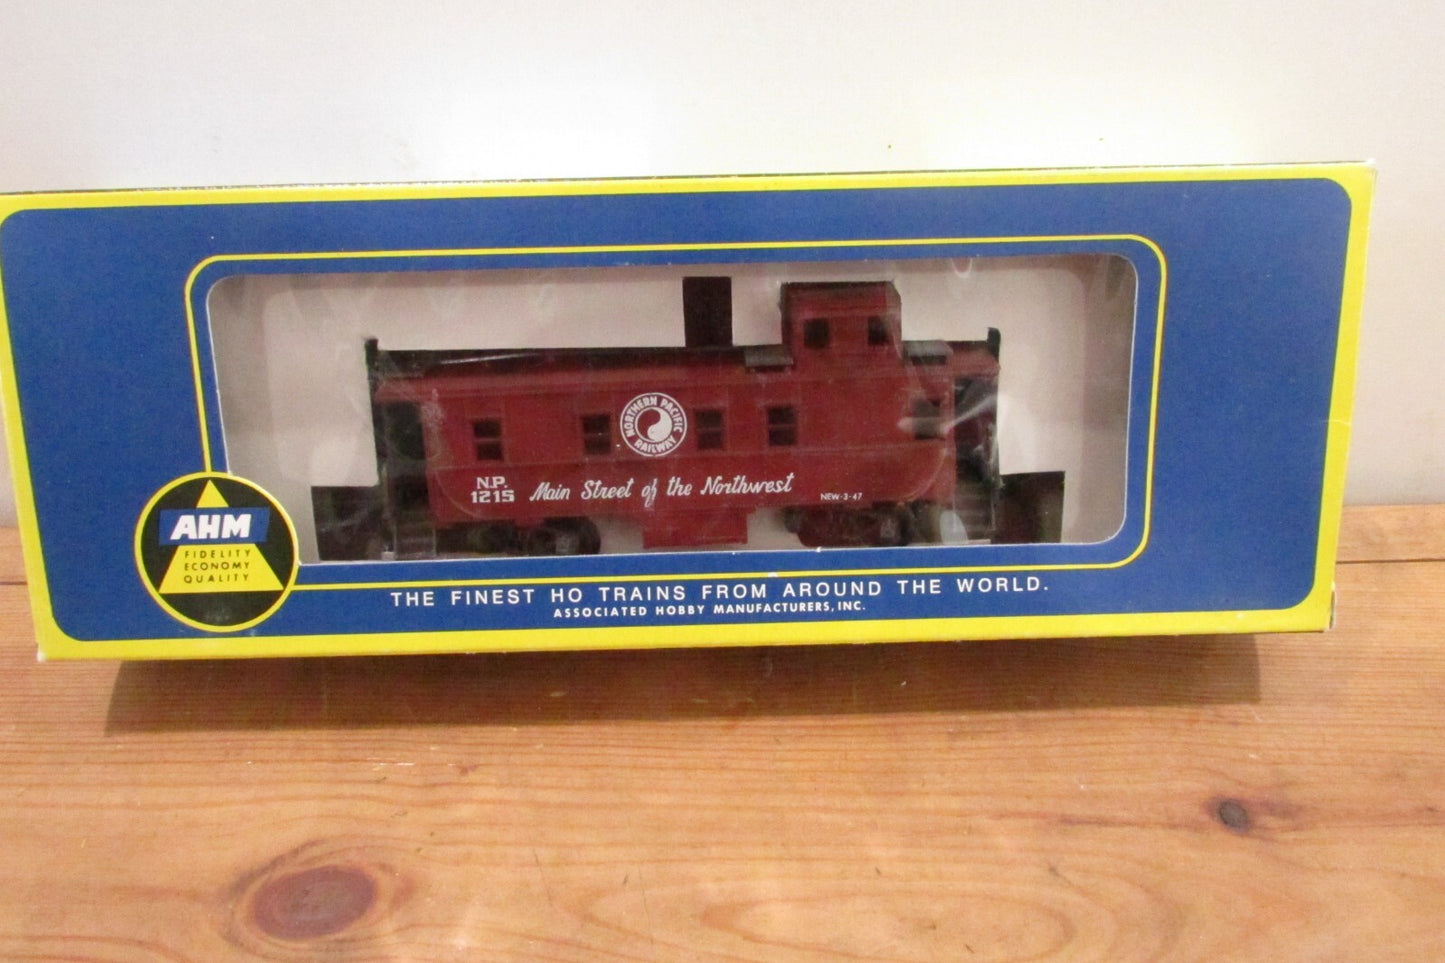 NORTHERN PACIFIC
RAILWAY
N.P.
1215
Main Street of the Northwest
NEW-3-47
AHM
FIDELITY
ECONOMY
QUALITY
THE FINEST HO TRAINS FROM AROUND THE WORLD.
ASSOCIATED HOBBY MANUFACTURERS, INC.